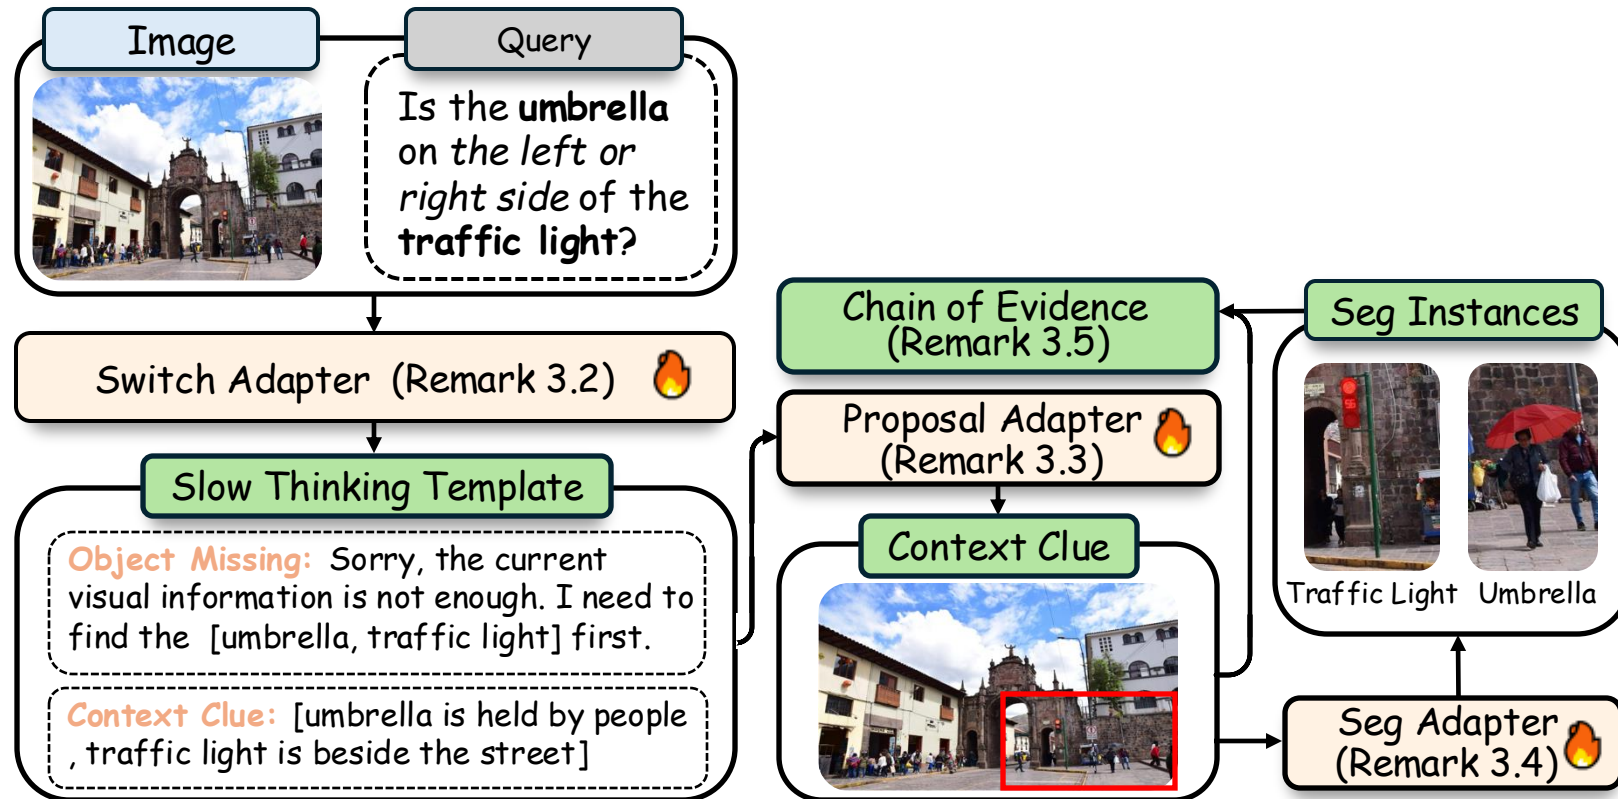 Image
Query
Is the umbrella
on the left or
right side of the
traffic light?
Switch Adapter (Remark 3.2)
Slow Thinking Template
Object Missing: Sorry, the current
visual information is not enough. I need to
find the [umbrella, traffic light] first.
Context Clue: [umbrella is held by people
, traffic light is beside the street]
Chain of Evidence
(Remark 3.5)
Proposal Adapter
(Remark 3.3)
Context Clue
Seg Instances
Traffic Light
Umbrella
Seg Adapter
(Remark 3.4)